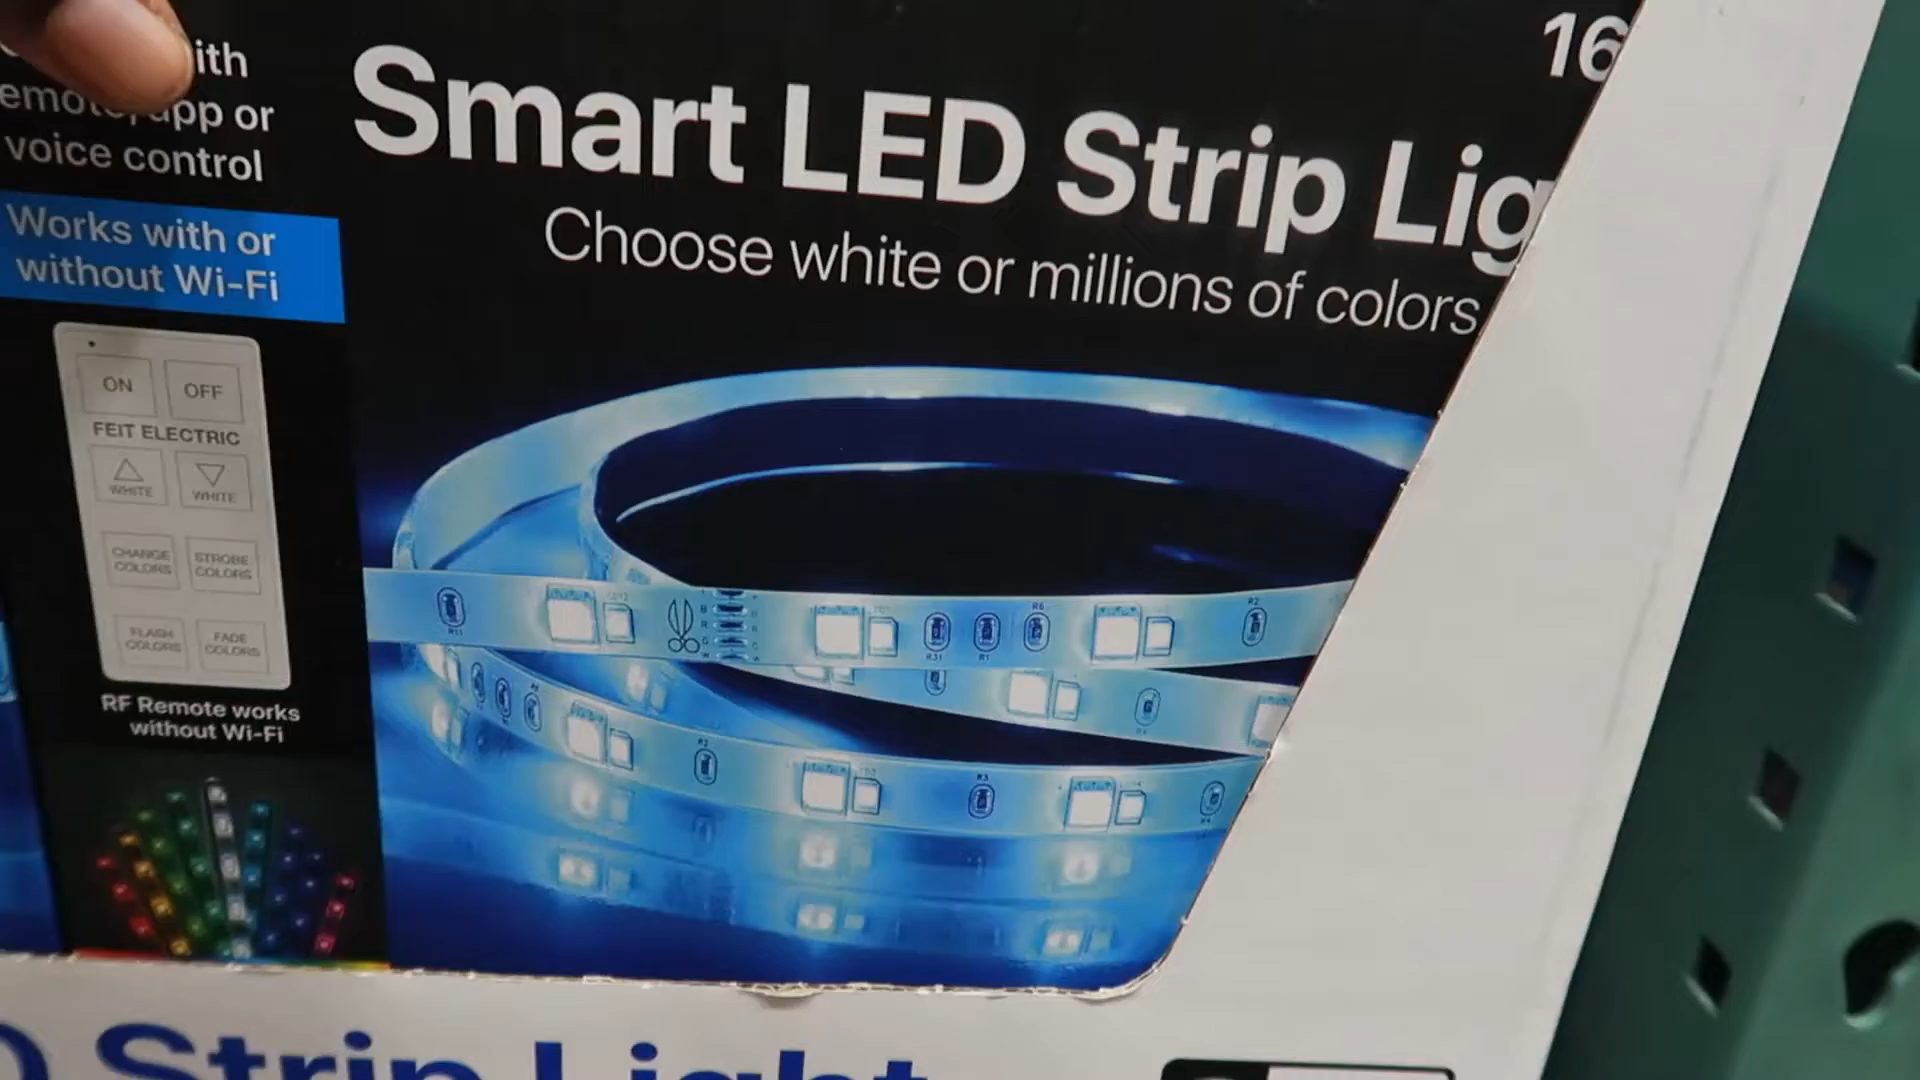 16
Smart LED Strip Lig
Choose white or millions of colors
ith
app or
voice control
Works with or
without Wi-Fi
ON OFF
FEIT ELECTRIC
WHITE WHITE
CHANGE COLORS STROBE COLORS
FLASH COLORS FADE COLORS
RF Remote works
without Wi-Fi
Strip Light